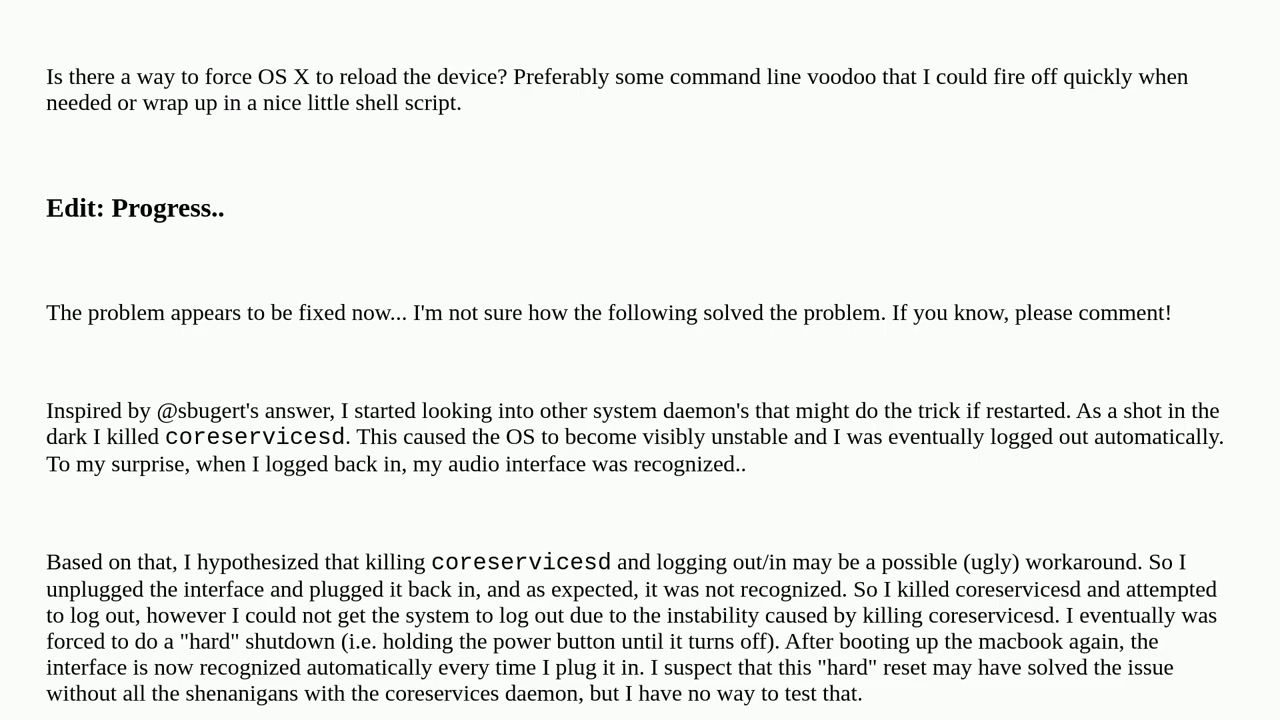 Is there a way to force OS X to reload the device? Preferably some command line voodoo that I could fire off quickly when
needed or wrap up in a nice little shell script.
Edit: Progress..
The problem appears to be fixed now... I'm not sure how the following solved the problem. If you know, please comment!
Inspired by @sbugert's answer, I started looking into other system daemon's that might do the trick if restarted. As a shot in the
dark I killed coreservicesd. This caused the OS to become visibly unstable and I was eventually logged out automatically.
To my surprise, when I logged back in, my audio interface was recognized..
Based on that, I hypothesized that killing coreservicesd and logging out/in may be a possible (ugly) workaround. So I
unplugged the interface and plugged it back in, and as expected, it was not recognized. So I killed coreservicesd and attempted
to log out, however I could not get the system to log out due to the instability caused by killing coreservicesd. I eventually was
forced to do a "hard" shutdown (i.e. holding the power button until it turns off). After booting up the macbook again, the
interface is now recognized automatically every time I plug it in. I suspect that this "hard" reset may have solved the issue
without all the shenanigans with the coreservices daemon, but I have no way to test that.